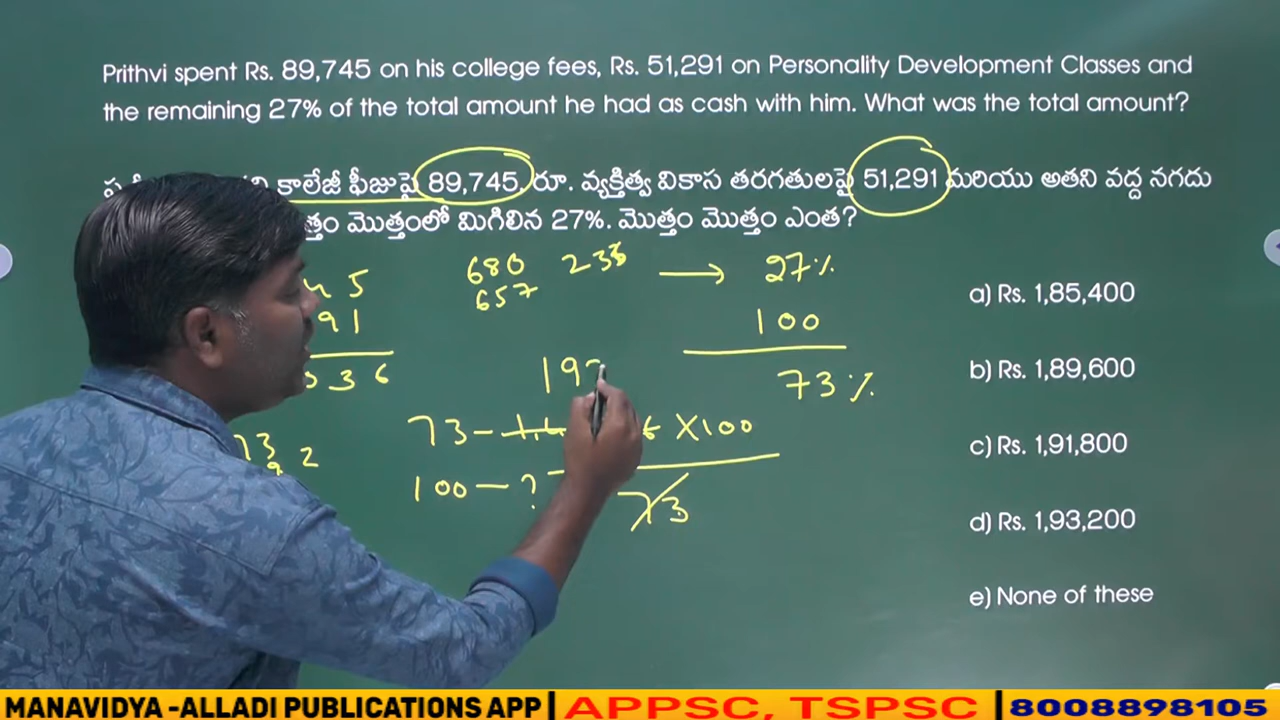 Prithvi spent Rs. 89,745 on his college fees, Rs. 51,291 on Personality Development Classes and
the remaining 27% of the total amount he had as cash with him. What was the total amount?
కాలేజీ ఫీజుపై 89,745, రూ. వ్యక్తిత్వ వికాస తరగతులపై 51,291 మరియు అతని వద్ద నగదు
మొత్తంలో మిగిలిన 27%. మొత్తం మొత్తం ఎంత?
680 → 27%
657
91 100
73%
73 - X100
100 - ?
73
a) Rs. 1,85,400
b) Rs. 1,89,600
c) Rs. 1,91,800
d) Rs. 1,93,200
e) None of these
MANAVIDYA -ALLADI PUBLICATIONS APP | APPSC, TSPSC | 8008898105